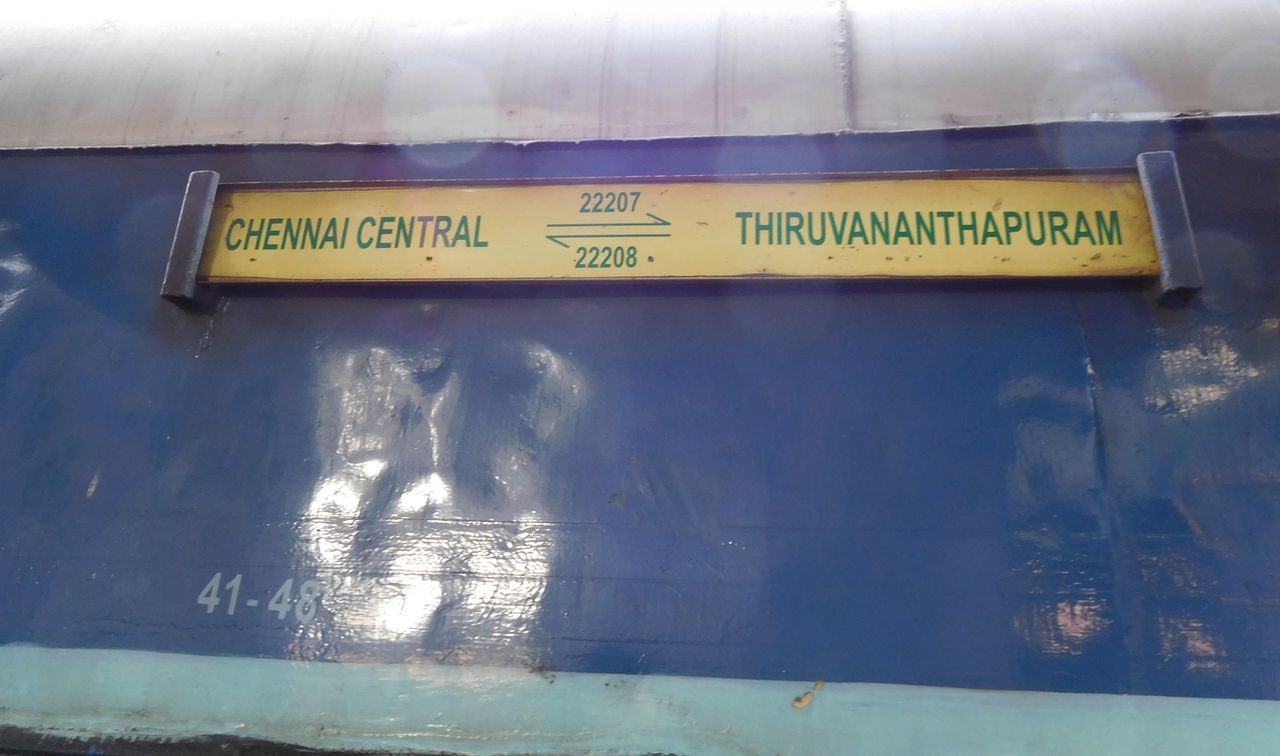 22207
CHENNAI CENTRAL THIRUVANANTHAPURAM
22208
41-48